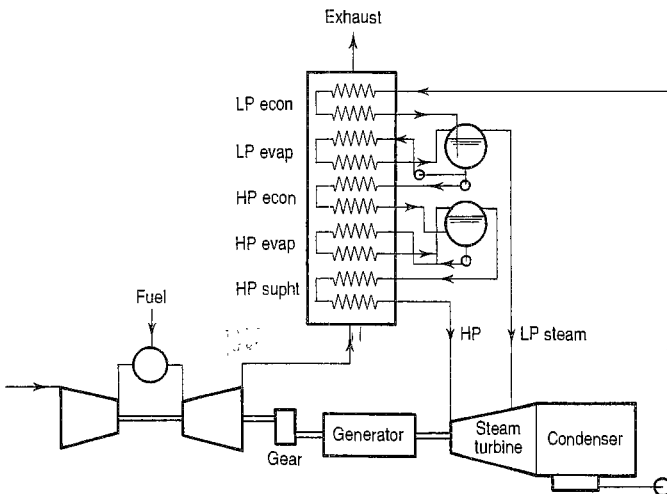 Exhaust
LP econ
LP evap
HP econ
HP evap
HP supht
Fuel
HP
LP steam
Gear
Generator
Steam
turbine
Condenser